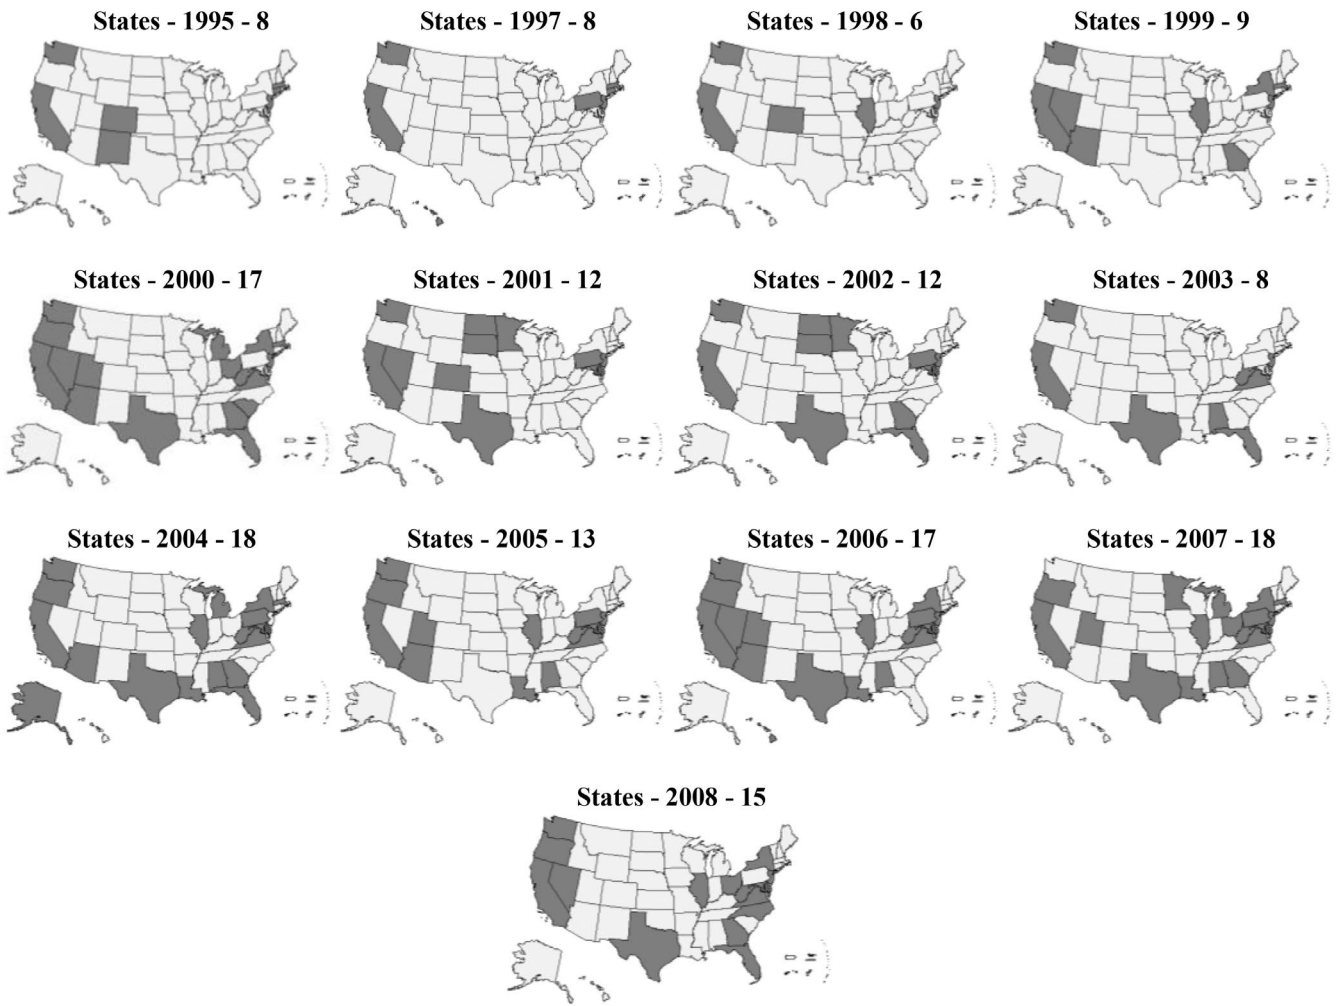 States - 1995 - 8
States - 1997 - 8
States - 1998 - 6
States - 1999 - 9
States - 2000 - 17
States - 2001 - 12
States - 2002 - 12
States - 2003 - 8
States - 2004 - 18
States - 2005 - 13
States - 2006 - 17
States - 2007 - 18
States - 2008 - 15